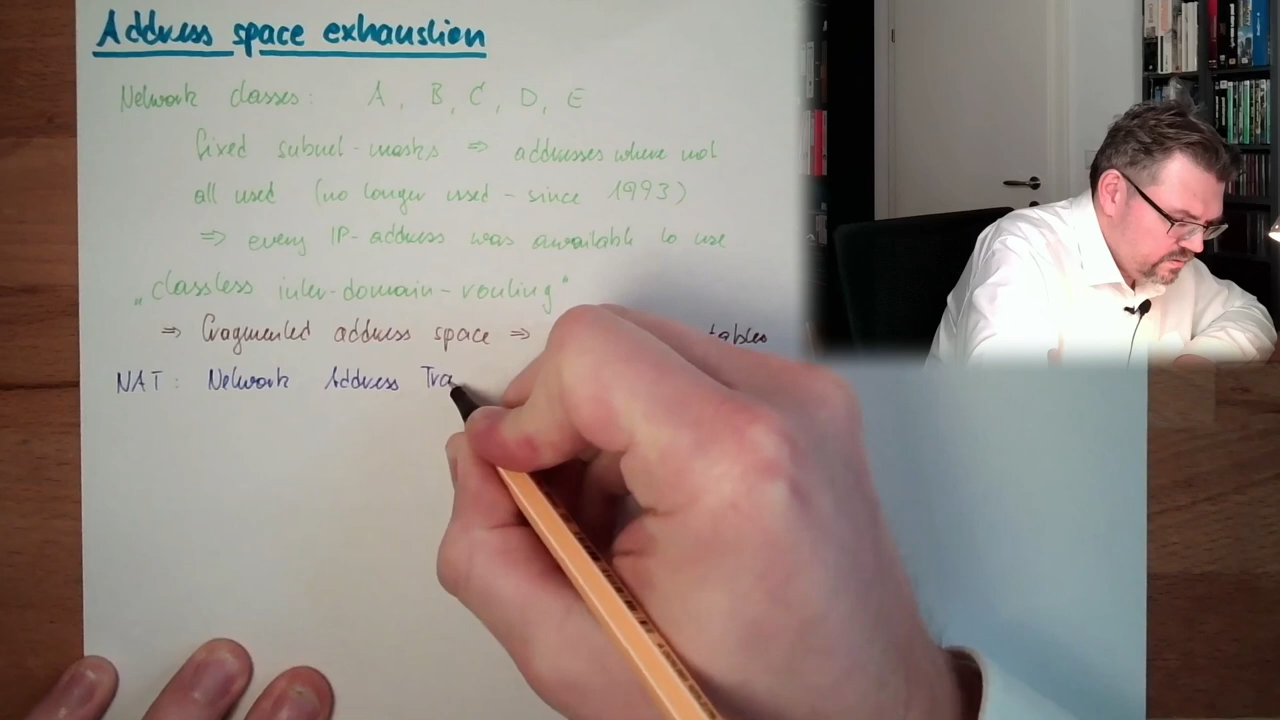 Address space exhaustion
Network classes: A, B, C, D, E
fixed subnet-masks ⇒ addresses where not
all used (no longer used - since 1993)
⇒ every IP-address was available to use
„classless inter-domain-routing"
⇒ fragmented address space ⇒ tables
NAT: Network Address Tra